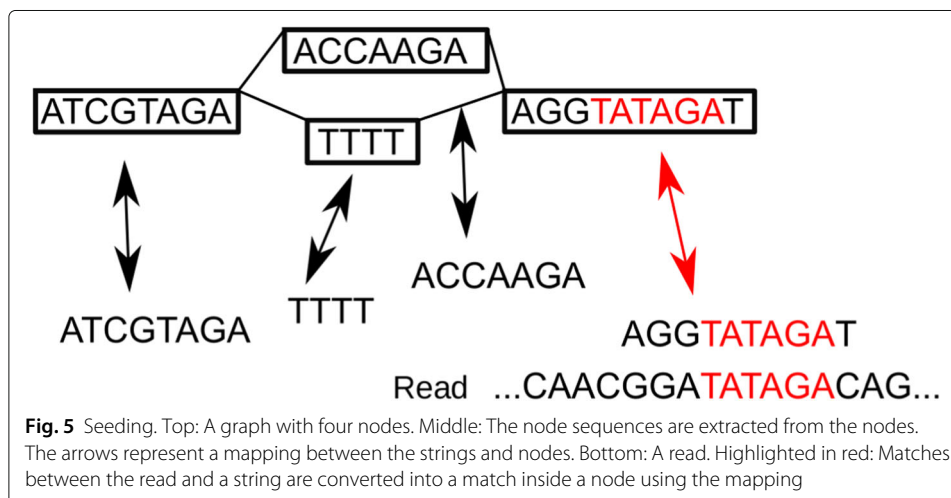 ACCAAGA
ATCGTAGA
AGGTATAGAT
TTTT
ACCAAGA
TTTT
ATCGTAGA
AGGTATAGAT
Read ...CAACGGATATAGACAG...
Fig. 5 Seeding. Top: A graph with four nodes. Middle: The node sequences are extracted from the nodes.
The arrows represent a mapping between the strings and nodes. Bottom: A read. Highlighted in red: Matches
between the read and a string are converted into a match inside a node using the mapping